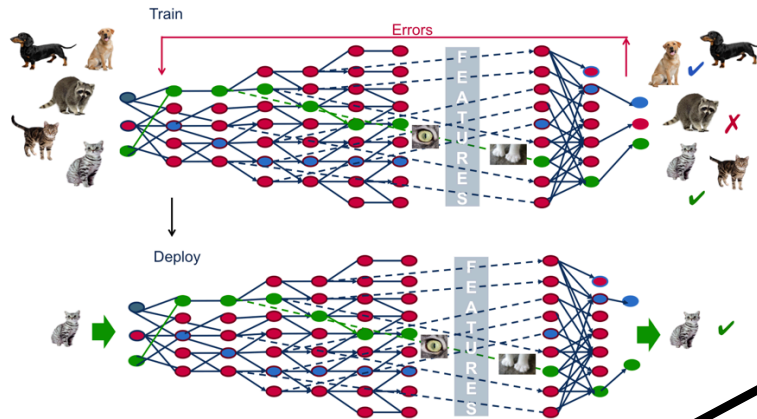 Train
Errors
FEATURES
Deploy
FEATURES